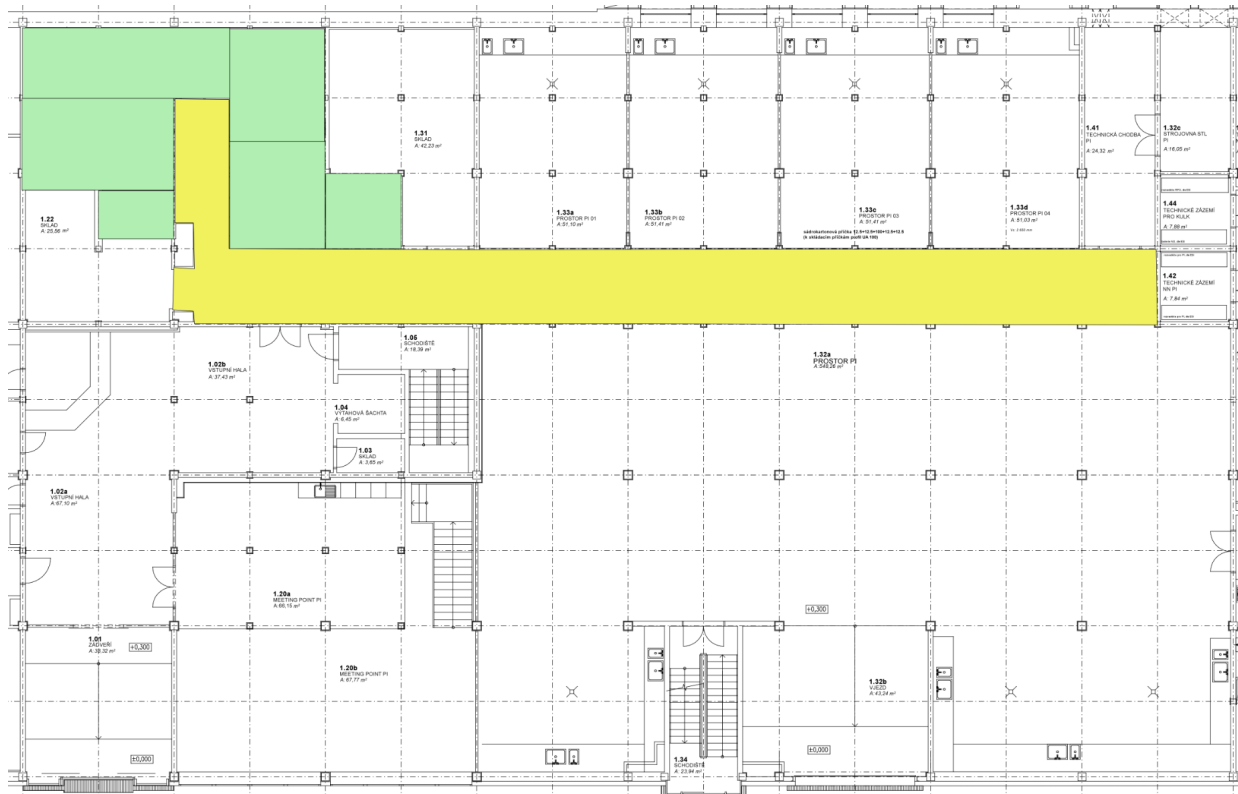 1.31
SKLAD
A: 42,23 m²
1.33a
PROSTOR PI 01
A: 51,10 m²
1.33b
PROSTOR PI 02
A: 51,41 m²
1.33c
PROSTOR PI 03
A: 51,41 m²
1.33d
PROSTOR PI 04
A: 51,03 m²
1.41
TECHNICKÁ CHODBA
PI
A: 24,32 m²
1.32c
STROJOVNA STL
PI
A: 16,05 m²
1.44
TECHNICKÉ ZÁZEMÍ
PRO KULK
A: 7,88 m²
1.42
TECHNICKÉ ZÁZEMÍ
NN PI
A: 7,84 m²
1.22
SKLAD
A: 25,56 m²
1.05
SCHODIŠTĚ
A: 18,39 m²
1.02b
VSTUPNÍ HALA
A: 37,43 m²
1.32a
PROSTOR PI
1.04
VÝTAHOVÁ ŠACHTA
A: 6,45 m²
1.03
SKLAD
A: 3,65 m²
1.02a
VSTUPNÍ HALA
A: 67,10 m²
1.20a
MEETING POINT PI
A: 66,15 m²
+0,300
1.01
ZÁDVEŘÍ
+0,300
1.20b
MEETING POINT PI
A: 67,77 m²
1.32b
VJEZD
A: 43,24 m²
±0,000
±0,000
1.34
SCHODIŠTĚ
A: 23,94 m²